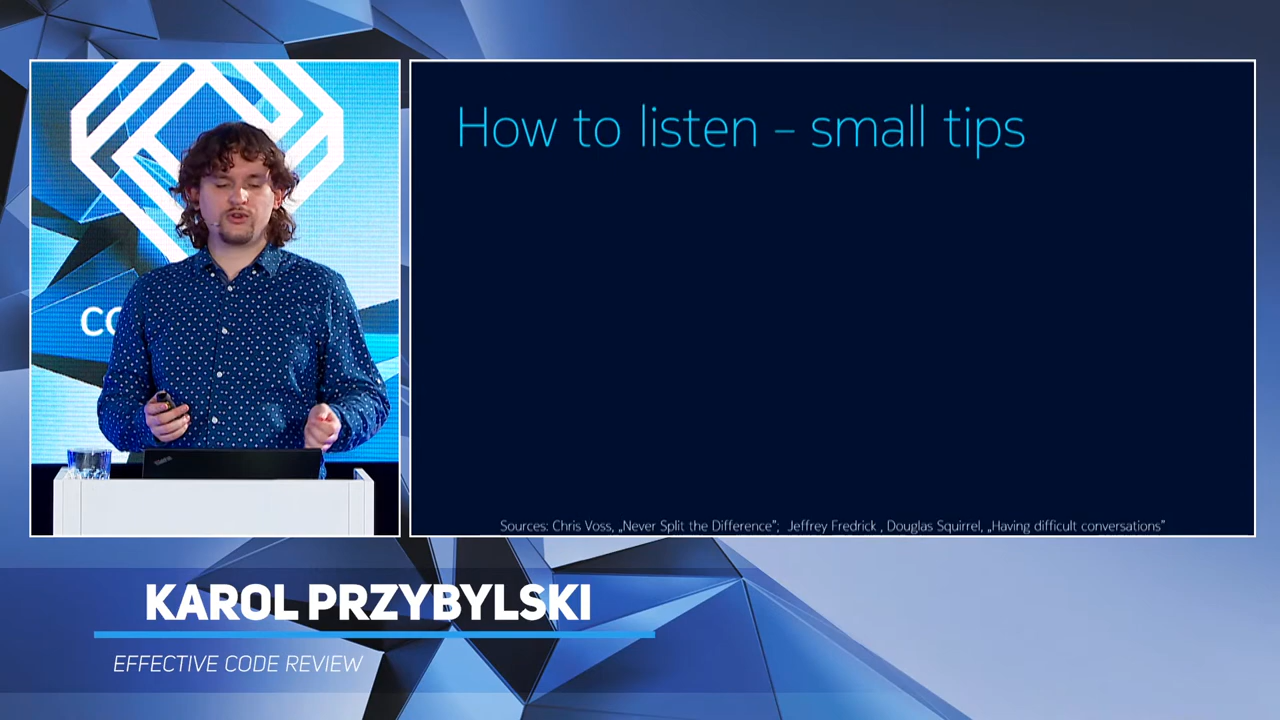 How to listen – small tips
CO
Sources: Chris Voss, „Never Split the Difference”; Jeffrey Fredrick , Douglas Squirrel, „Having difficult conversations”
KAROL PRZYBYLSKI
EFFECTIVE CODE REVIEW